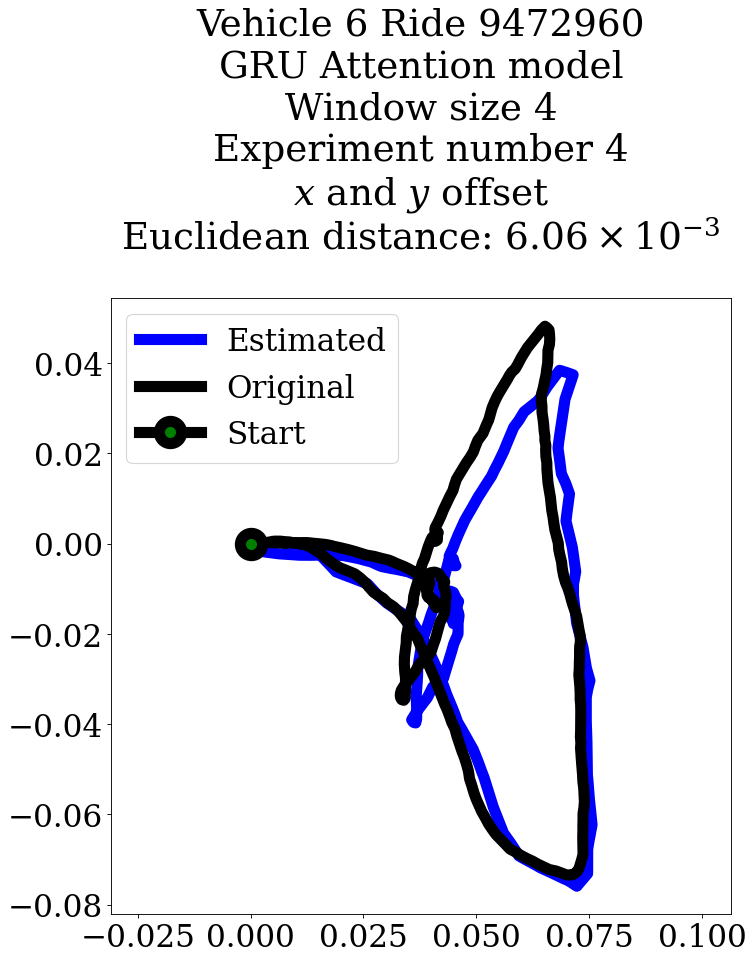 Vehicle 6 Ride 9472960
GRU Attention model
Window size 4
Experiment number 4
x and y offset
Euclidean distance: 6.06 × 10⁻³
Estimated
Original
Start
0.04
0.02
0.00
−0.02
−0.04
−0.06
−0.08
−0.025 0.000 0.025 0.050 0.075 0.100